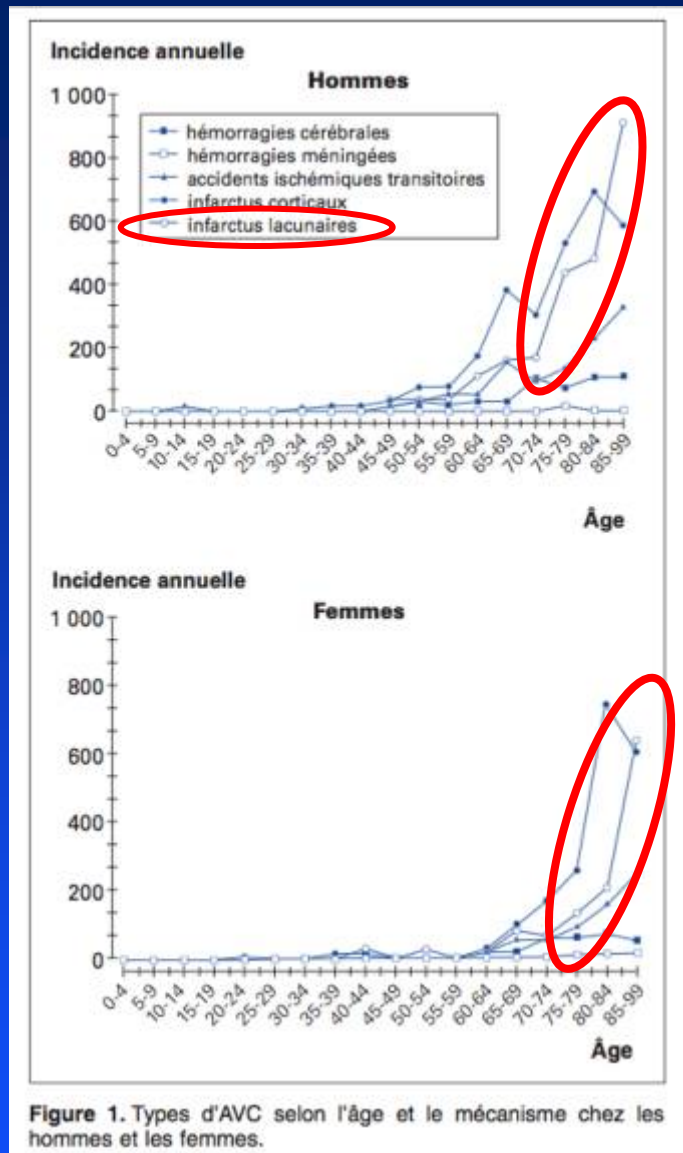 Incidence annuelle
Hommes
1 000
hémorragies cérébrales
hémorragies méningées
accidents ischémiques transitoires
infarctus corticaux
infarctus lacunaires
800
600
400
200
0
0-4 5-9 10-14 15-19 20-24 25-29 30-34 35-39 40-44 45-49 50-54 55-59 60-64 65-69 70-74 75-79 80-84 85-99
Âge
Incidence annuelle
Femmes
1 000
800
600
400
200
0
0-4 5-9 10-14 15-19 20-24 25-29 30-34 35-39 40-44 45-49 50-54 55-59 60-64 65-69 70-74 75-79 80-84 85-99
Âge
Figure 1. Types d'AVC selon l'âge et le mécanisme chez les
hommes et les femmes.